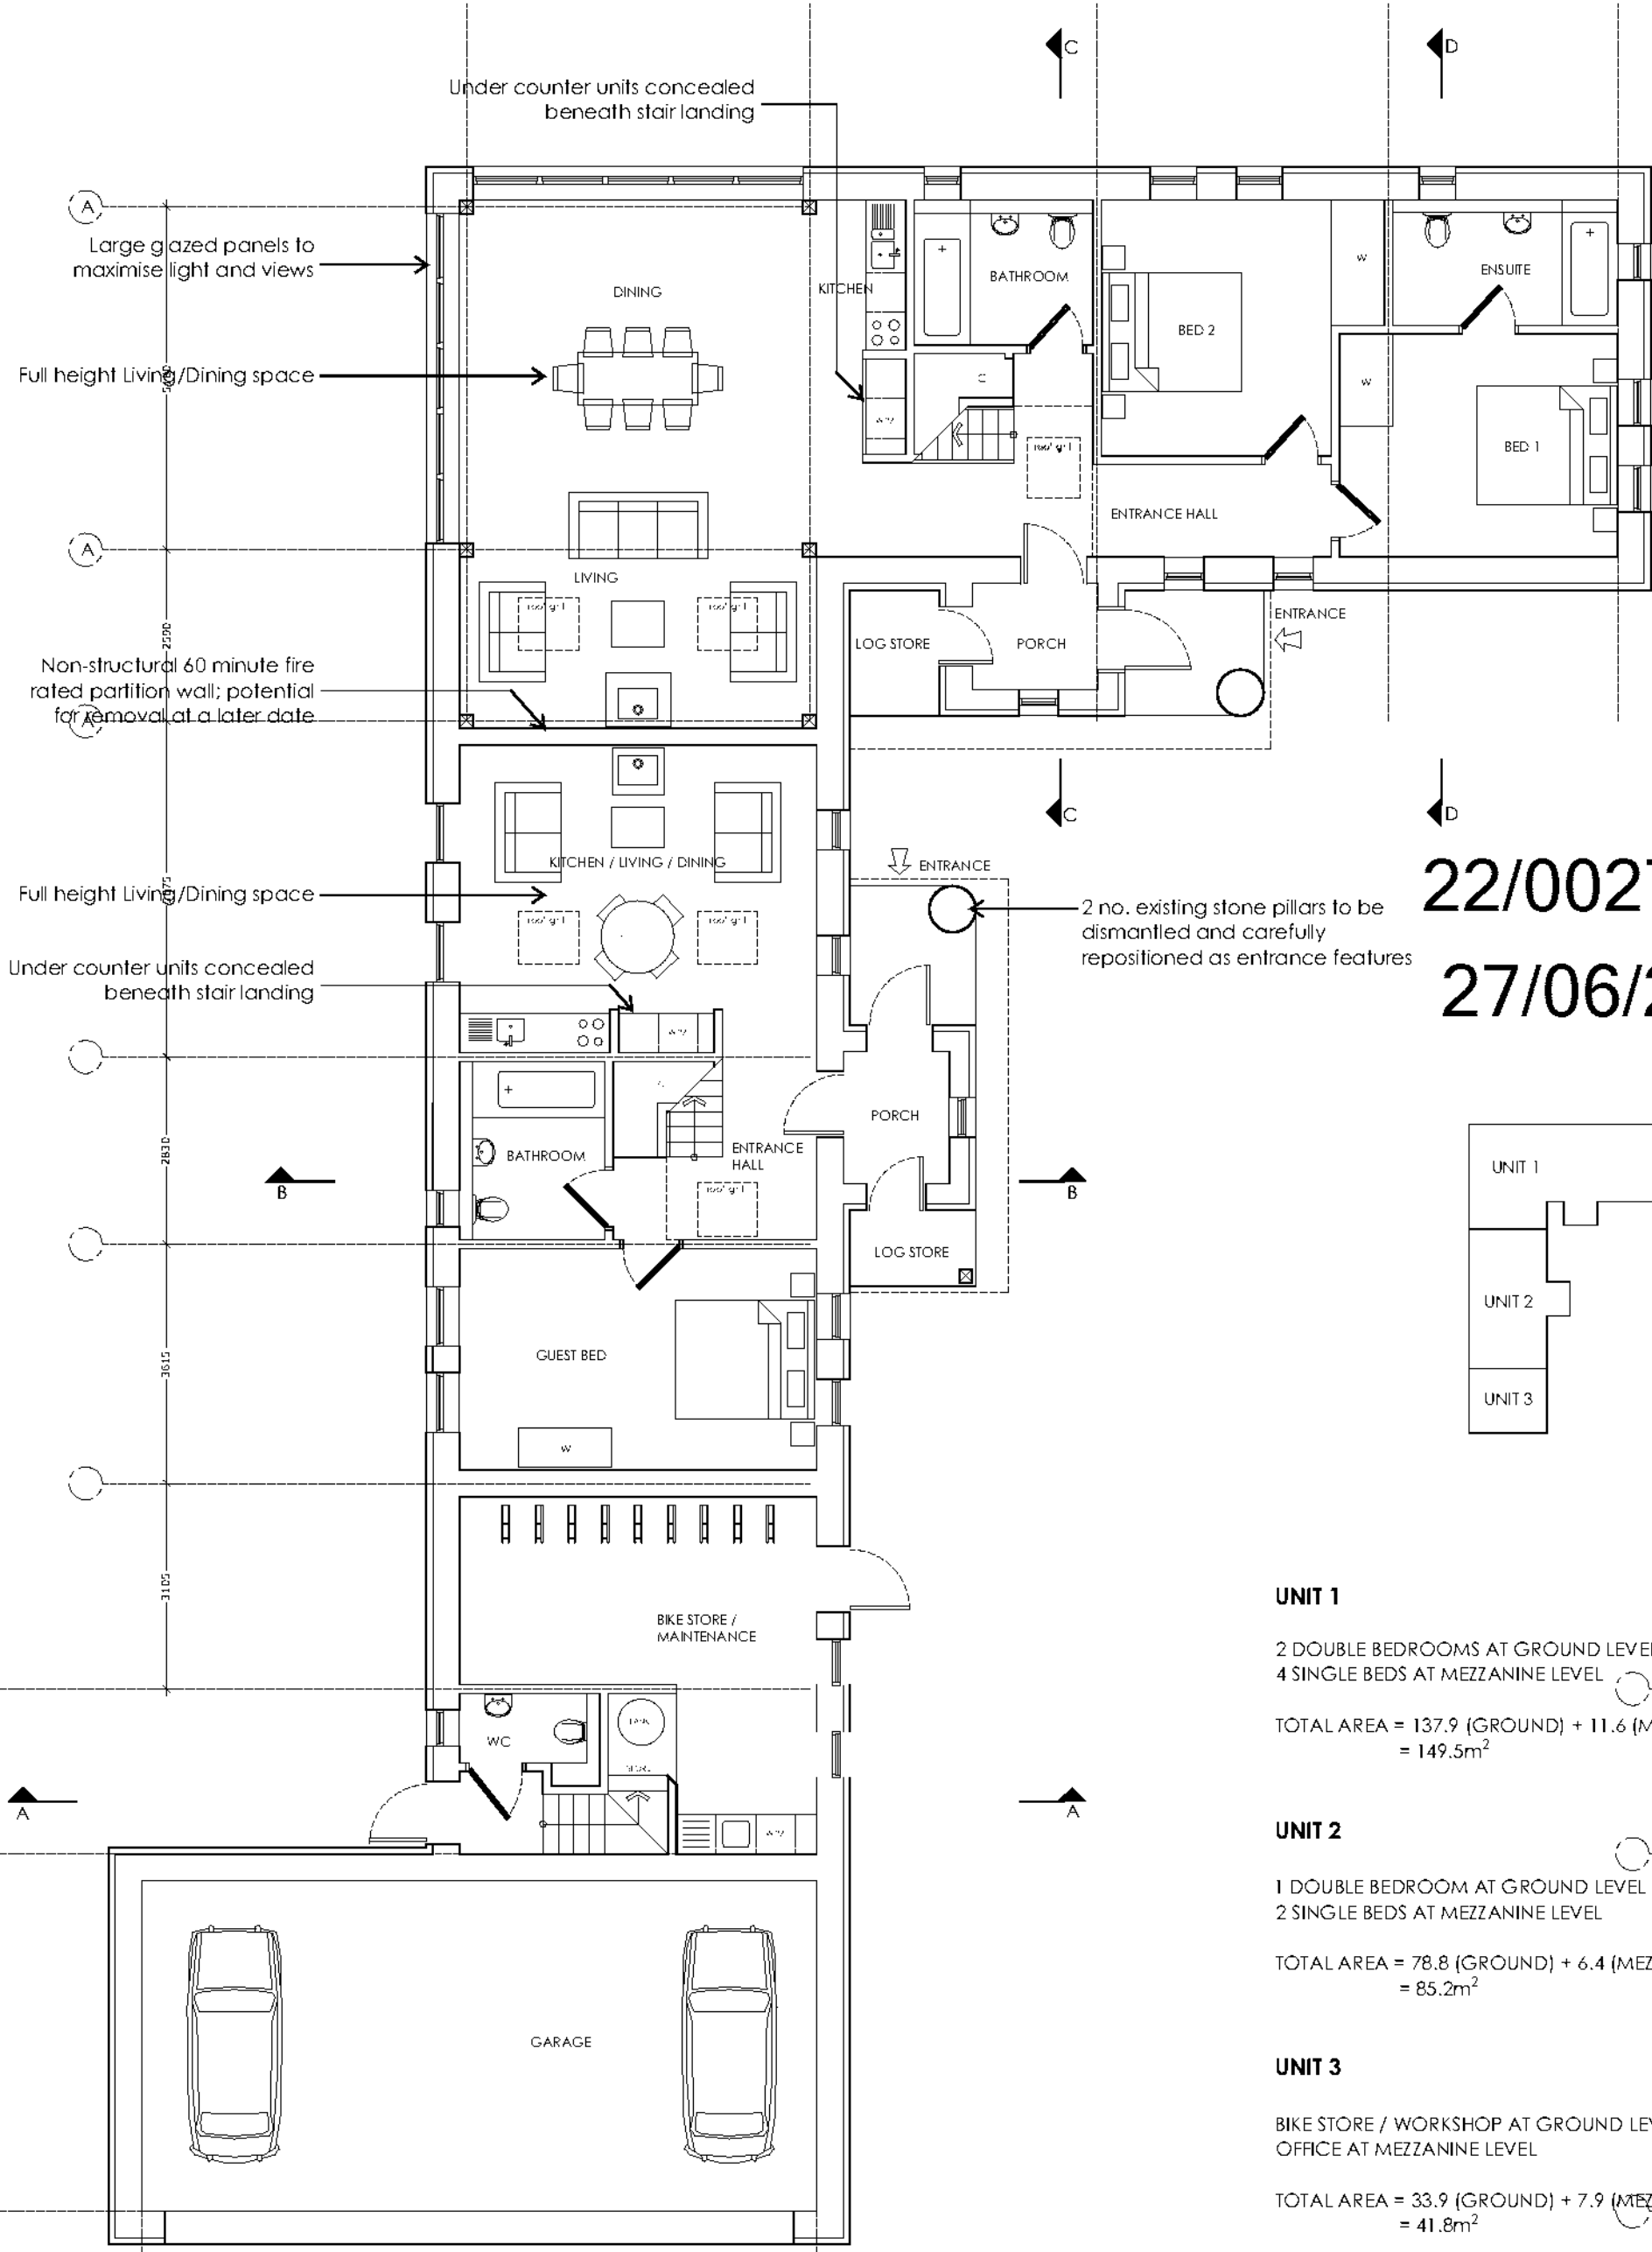 C
D
Under counter units concealed
beneath stair landing
A
Large glazed panels to
maximise light and views
DINING
KITCHEN
BATHROOM
W
ENSUITE
BED 2
Full height Living/Dining space
C
W
BED 1
ENTRANCE HALL
A
LIVING
2590
ENTRANCE
LOG STORE
PORCH
Non-structural 60 minute fire
rated partition wall; potential
for removal at a later date
A
C
D
KITCHEN / LIVING / DINING
ENTRANCE
Full height Living/Dining space
2 no. existing stone pillars to be
dismantled and carefully
repositioned as entrance features
22/002
27/06/2
Under counter units concealed
beneath stair landing
PORCH
2830
BATHROOM
ENTRANCE
HALL
UNIT 1
B
B
LOG STORE
UNIT 2
3615
GUEST BED
UNIT 3
W
3105
BIKE STORE /
MAINTENANCE
UNIT 1
2 DOUBLE BEDROOMS AT GROUND LEVEL
4 SINGLE BEDS AT MEZZANINE LEVEL
TOTAL AREA = 137.9 (GROUND) + 11.6 (M
= 149.5m²
WC
A
A
UNIT 2
1 DOUBLE BEDROOM AT GROUND LEVEL
2 SINGLE BEDS AT MEZZANINE LEVEL
TOTAL AREA = 78.8 (GROUND) + 6.4 (MEZ
= 85.2m²
GARAGE
UNIT 3
BIKE STORE / WORKSHOP AT GROUND LEV
OFFICE AT MEZZANINE LEVEL
TOTAL AREA = 33.9 (GROUND) + 7.9 (MEZ
= 41.8m²